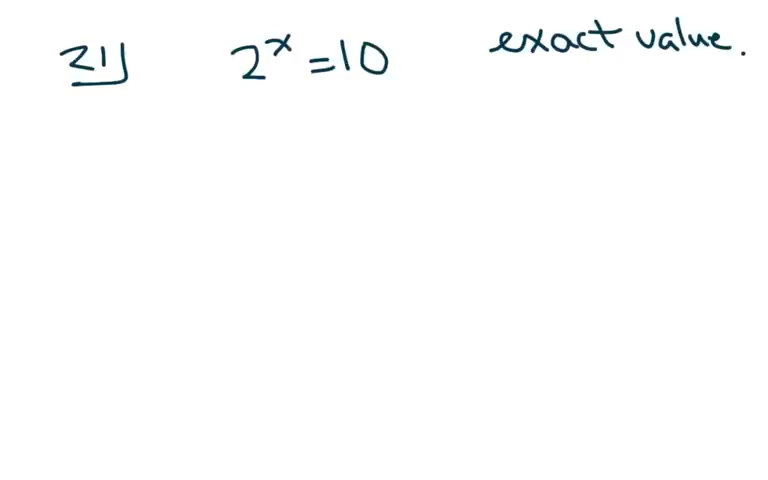 21) 2^x = 10 exact value.